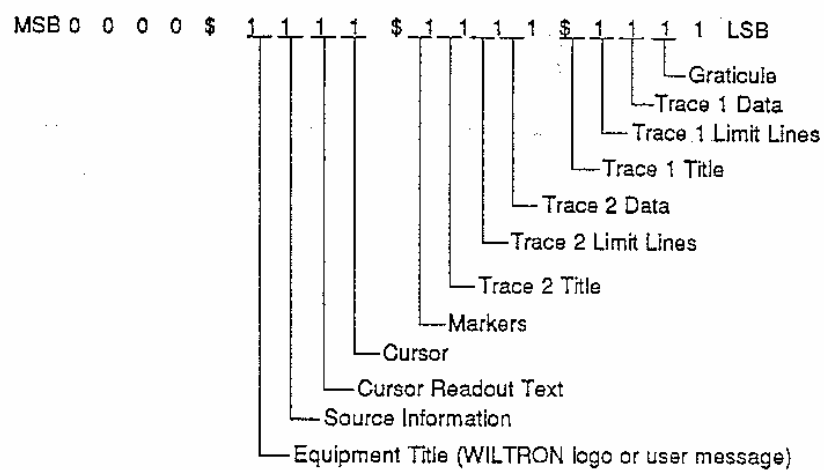 MSB 0 0 0 0 $ 1 1 1 1 $ 1 1 1 1 $ 1 1 1 1 LSB
Graticule
Trace 1 Data
Trace 1 Limit Lines
Trace 1 Title
Trace 2 Data
Trace 2 Limit Lines
Trace 2 Title
Markers
Cursor
Cursor Readout Text
Source Information
Equipment Title (WILTRON logo or user message)